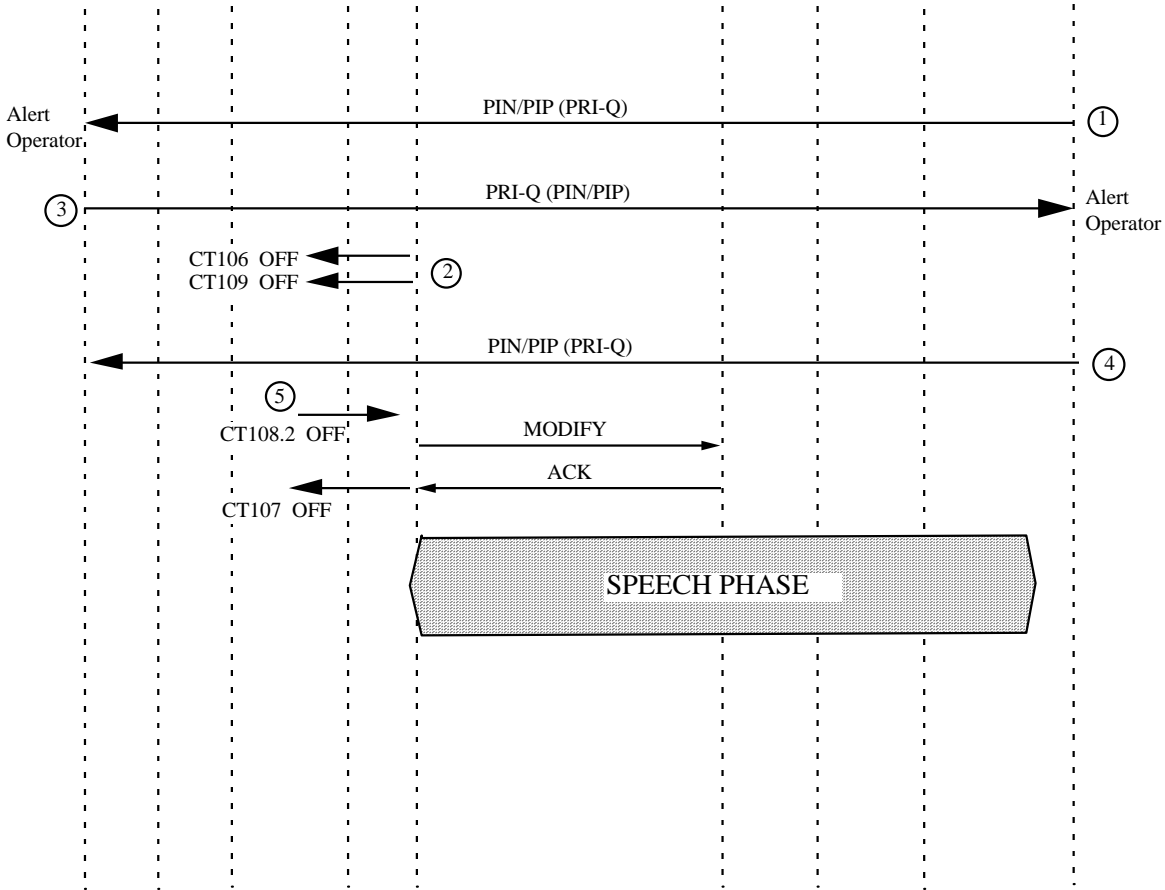 PIN/PIP (PRI-Q)
Alert
Operator
1
PRI-Q (PIN/PIP)
3
Alert
Operator
CT106 OFF
2
CT109 OFF
PIN/PIP (PRI-Q)
4
5
CT108.2 OFF
MODIFY
ACK
CT107 OFF
SPEECH PHASE